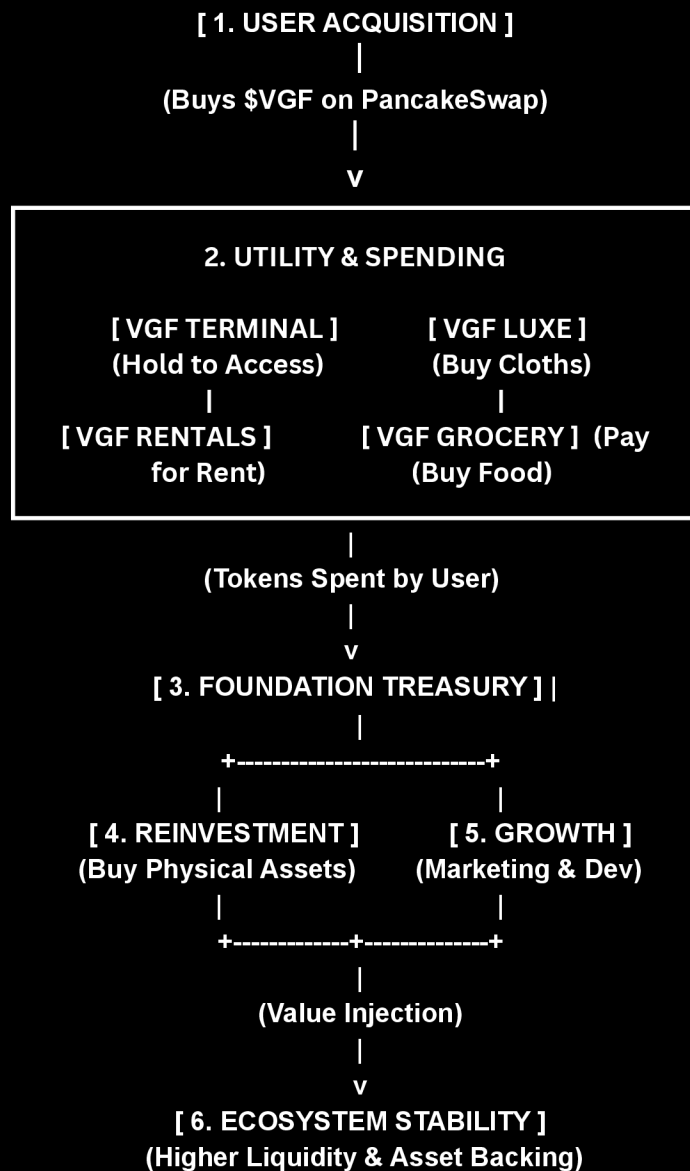 [ 1. USER ACQUISITION ]
|
(Buys $VGF on PancakeSwap)
|
v
2. UTILITY & SPENDING
[ VGF TERMINAL ] [ VGF LUXE ]
(Hold to Access) (Buy Cloths)
| |
[ VGF RENTALS ] [ VGF GROCERY ] (Pay
for Rent) (Buy Food)
|
(Tokens Spent by User)
|
v
[ 3. FOUNDATION TREASURY ] |
|
+----------------------------+
| |
[ 4. REINVESTMENT ] [ 5. GROWTH ]
(Buy Physical Assets) (Marketing & Dev)
| |
+-------------+--------------+
|
(Value Injection)
|
v
[ 6. ECOSYSTEM STABILITY ]
(Higher Liquidity & Asset Backing)